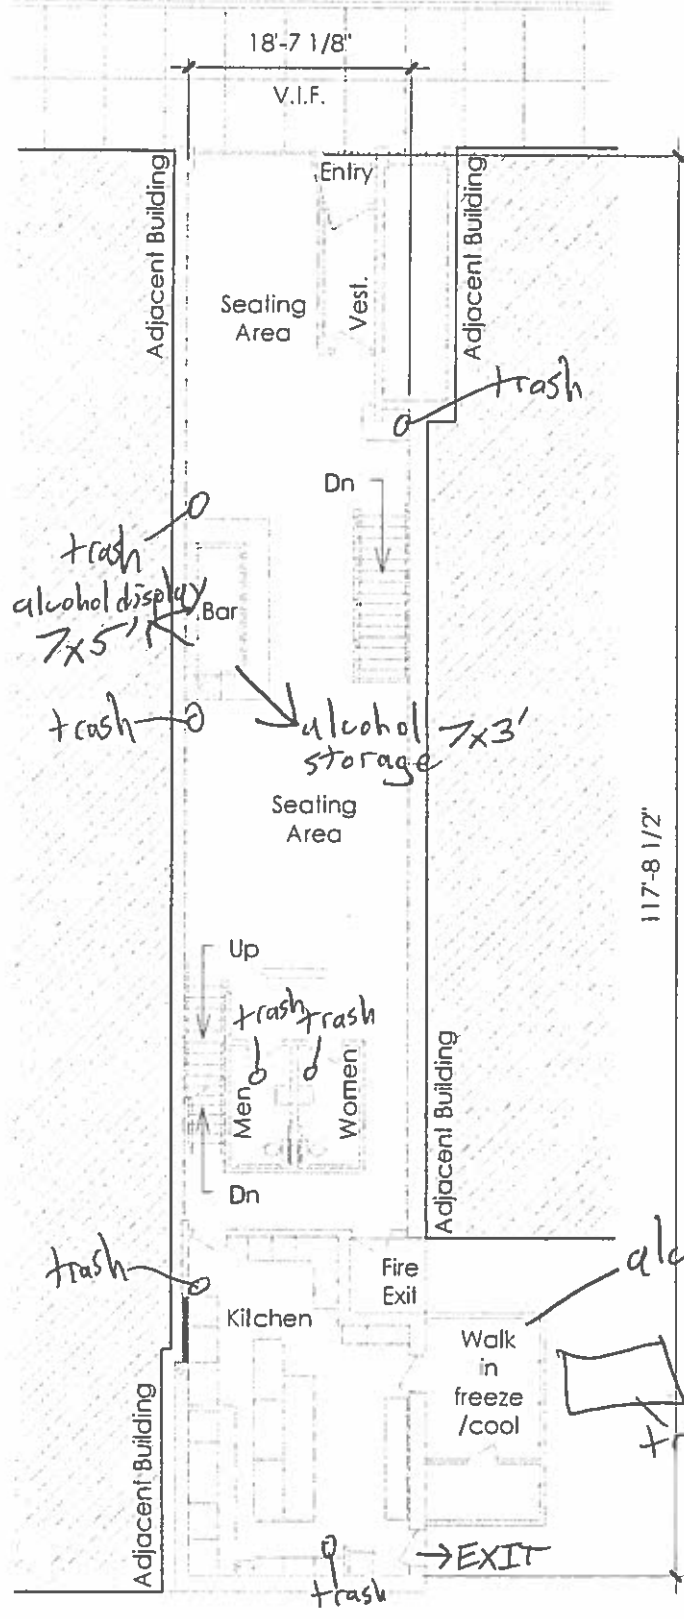 18'-7 1/8"
V.I.F.
Entry
Adjacent Building
Adjacent Building
Seating
Area
Vest.
trash
Dn
trash
alcohol display
7x5'
Bar
trash
alcohol 7x3'
storage
Seating
Area
117'-8 1/2"
Up
trash trash
Men
Women
Adjacent Building
Dn
trash
Fire
Exit
Kitchen
Walk
in
freeze
/cool
Adjacent Building
→EXIT
trash